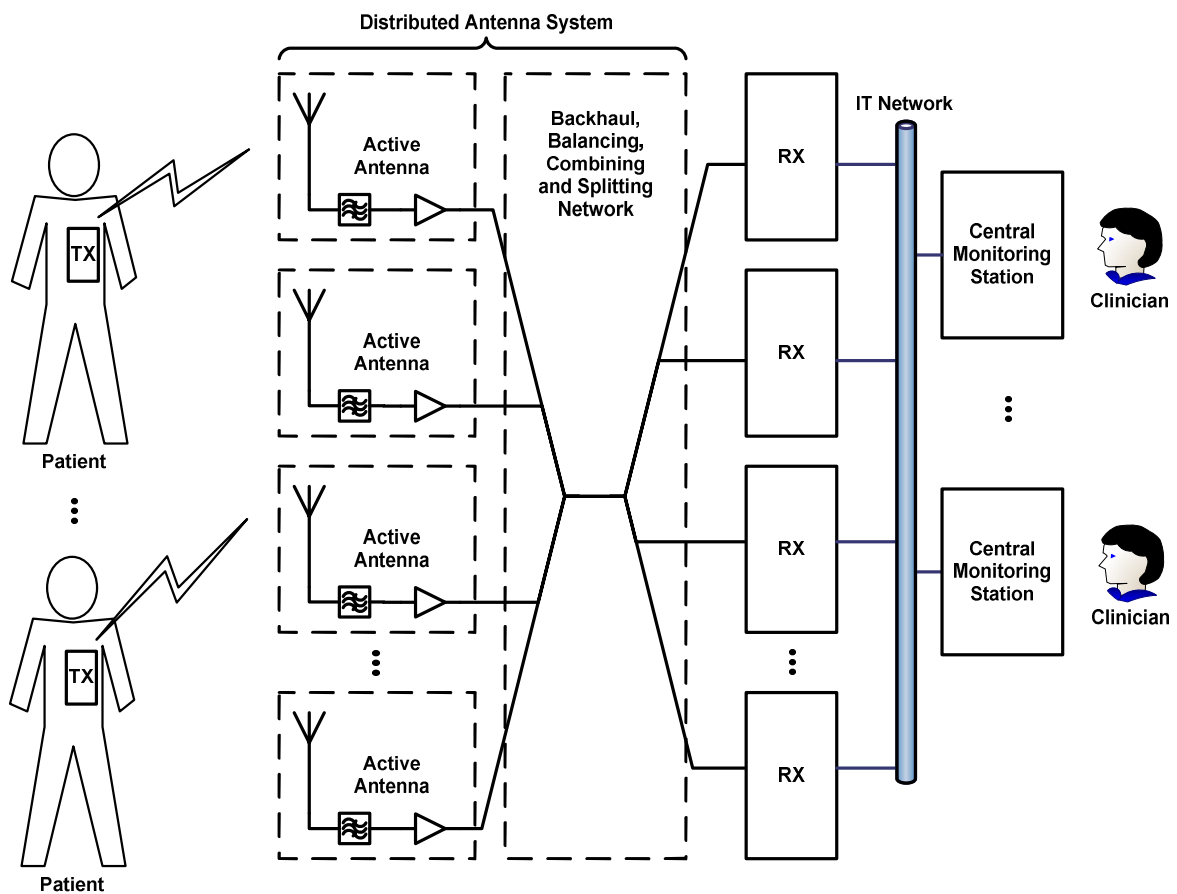 Distributed Antenna System
Active
Antenna
Active
Antenna
Active
Antenna
Active
Antenna
Backhaul,
Balancing,
Combining
and Splitting
Network
RX
RX
RX
RX
IT Network
Central
Monitoring
Station
Clinician
Central
Monitoring
Station
Clinician
TX
Patient
TX
Patient